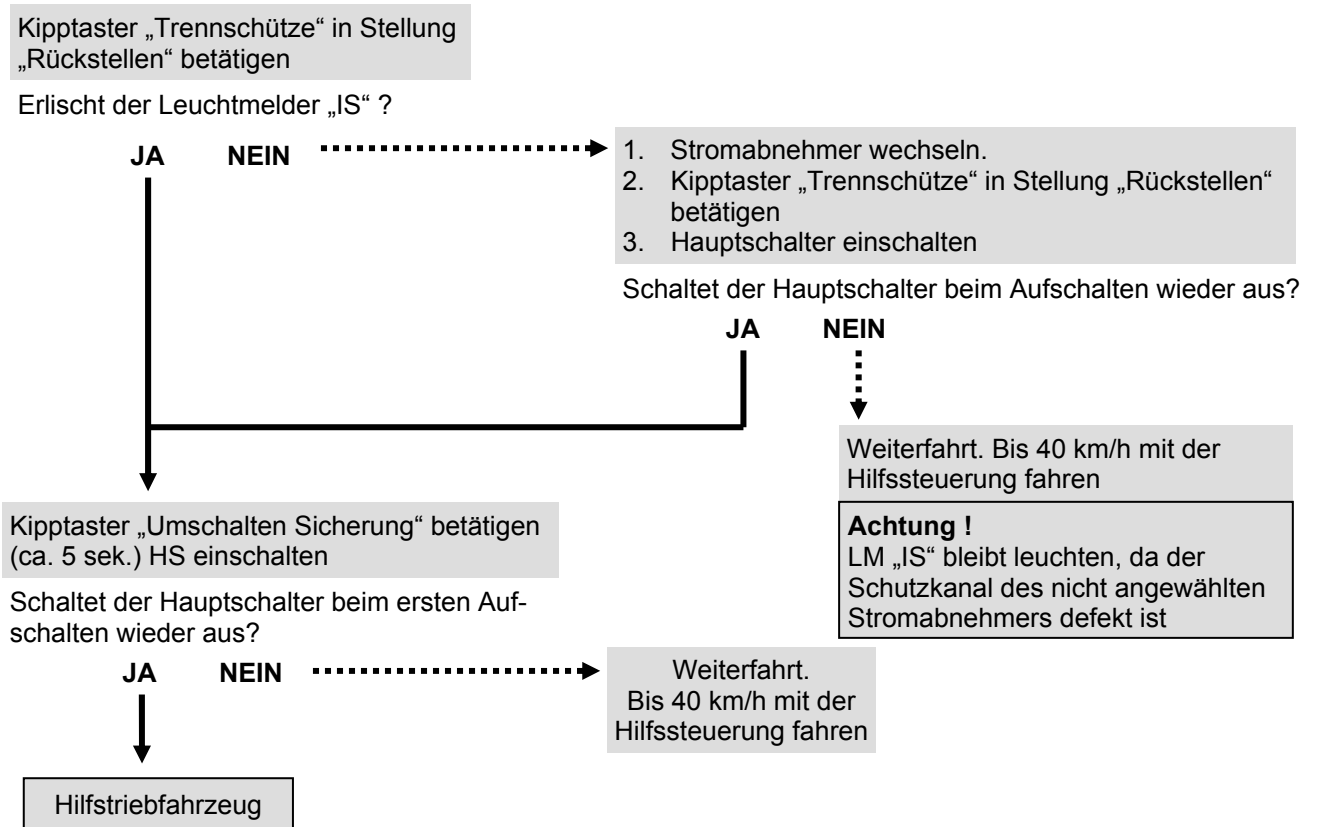 Kipptaster „Trennschütze“ in Stellung
„Rückstellen“ betätigen
Erlischt der Leuchtmelder „IS“ ?
JA NEIN
1. Stromabnehmer wechseln.
2. Kipptaster „Trennschütze“ in Stellung „Rückstellen“
betätigen
3. Hauptschalter einschalten
Schaltet der Hauptschalter beim Aufschalten wieder aus?
JA NEIN
Weiterfahrt. Bis 40 km/h mit der
Hilfssteuerung fahren
Achtung !
LM „IS“ bleibt leuchten, da der
Schutzkanal des nicht angewählten
Stromabnehmers defekt ist
Kipptaster „Umschalten Sicherung“ betätigen
(ca. 5 sek.) HS einschalten
Schaltet der Hauptschalter beim ersten Auf-
schalten wieder aus?
JA NEIN
Weiterfahrt.
Bis 40 km/h mit der
Hilfssteuerung fahren
Hilfstriebfahrzeug